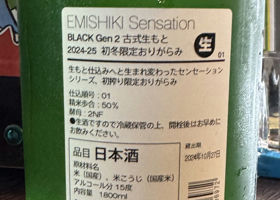 EMISHIKI Sensation
BLACK Gen 2 古式生もと
2024-25 初冬限定おりがらみ
生
01
生もと仕込みへと生まれ変わったセンセーション
シリーズ、初搾り限定おりがらみ
仕込順号:01
精米歩合:50%
酵母:2NF
●生酒ですので冷蔵保管の上、開栓後はお早めに
お飲みください。
品目 日本酒
原材料名
米(国産)、米こうじ(国産米)
アルコール分 15度
内容量 1800ml
蔵出期
2024年10月27日